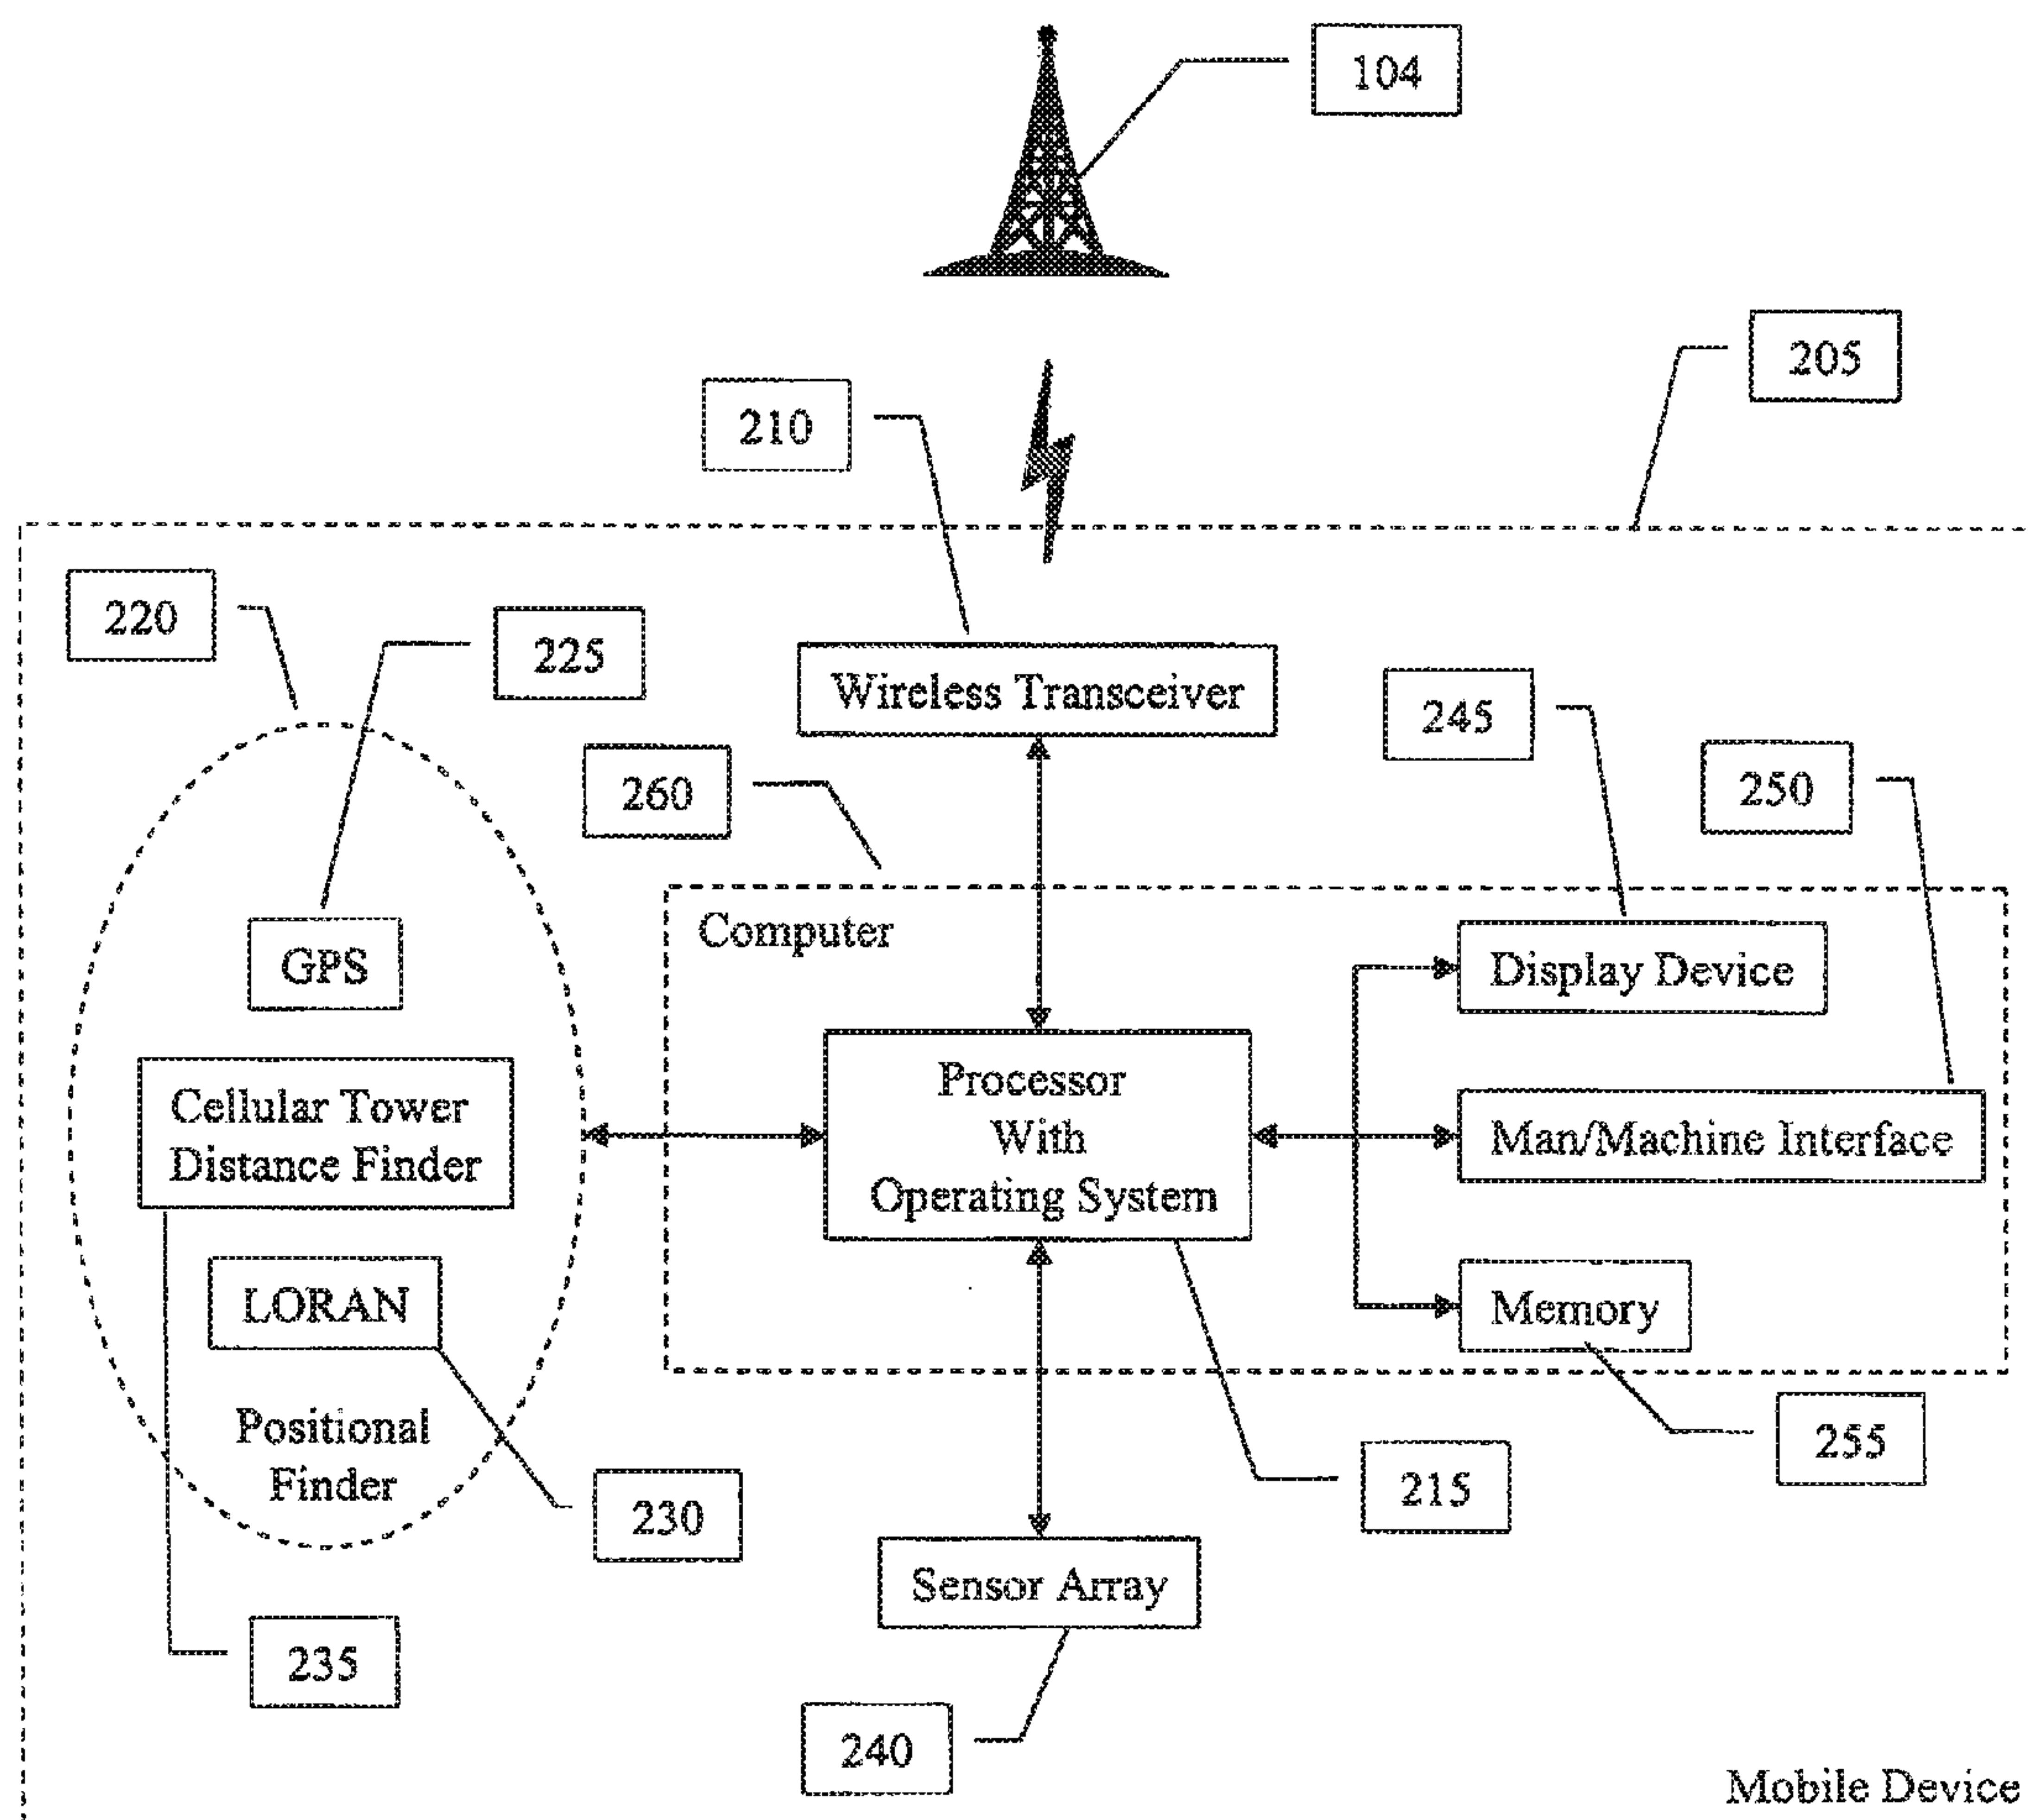 104
205
210
220
225
Wireless Transceiver
245
260
250
Computer
GPS
Display Device
Processor
With
Operating System
Cellular Tower
Distance Finder
Man/Machine Interface
LORAN
Memory
Positional
Finder
255
215
230
Sensor Array
235
240
Mobile Device